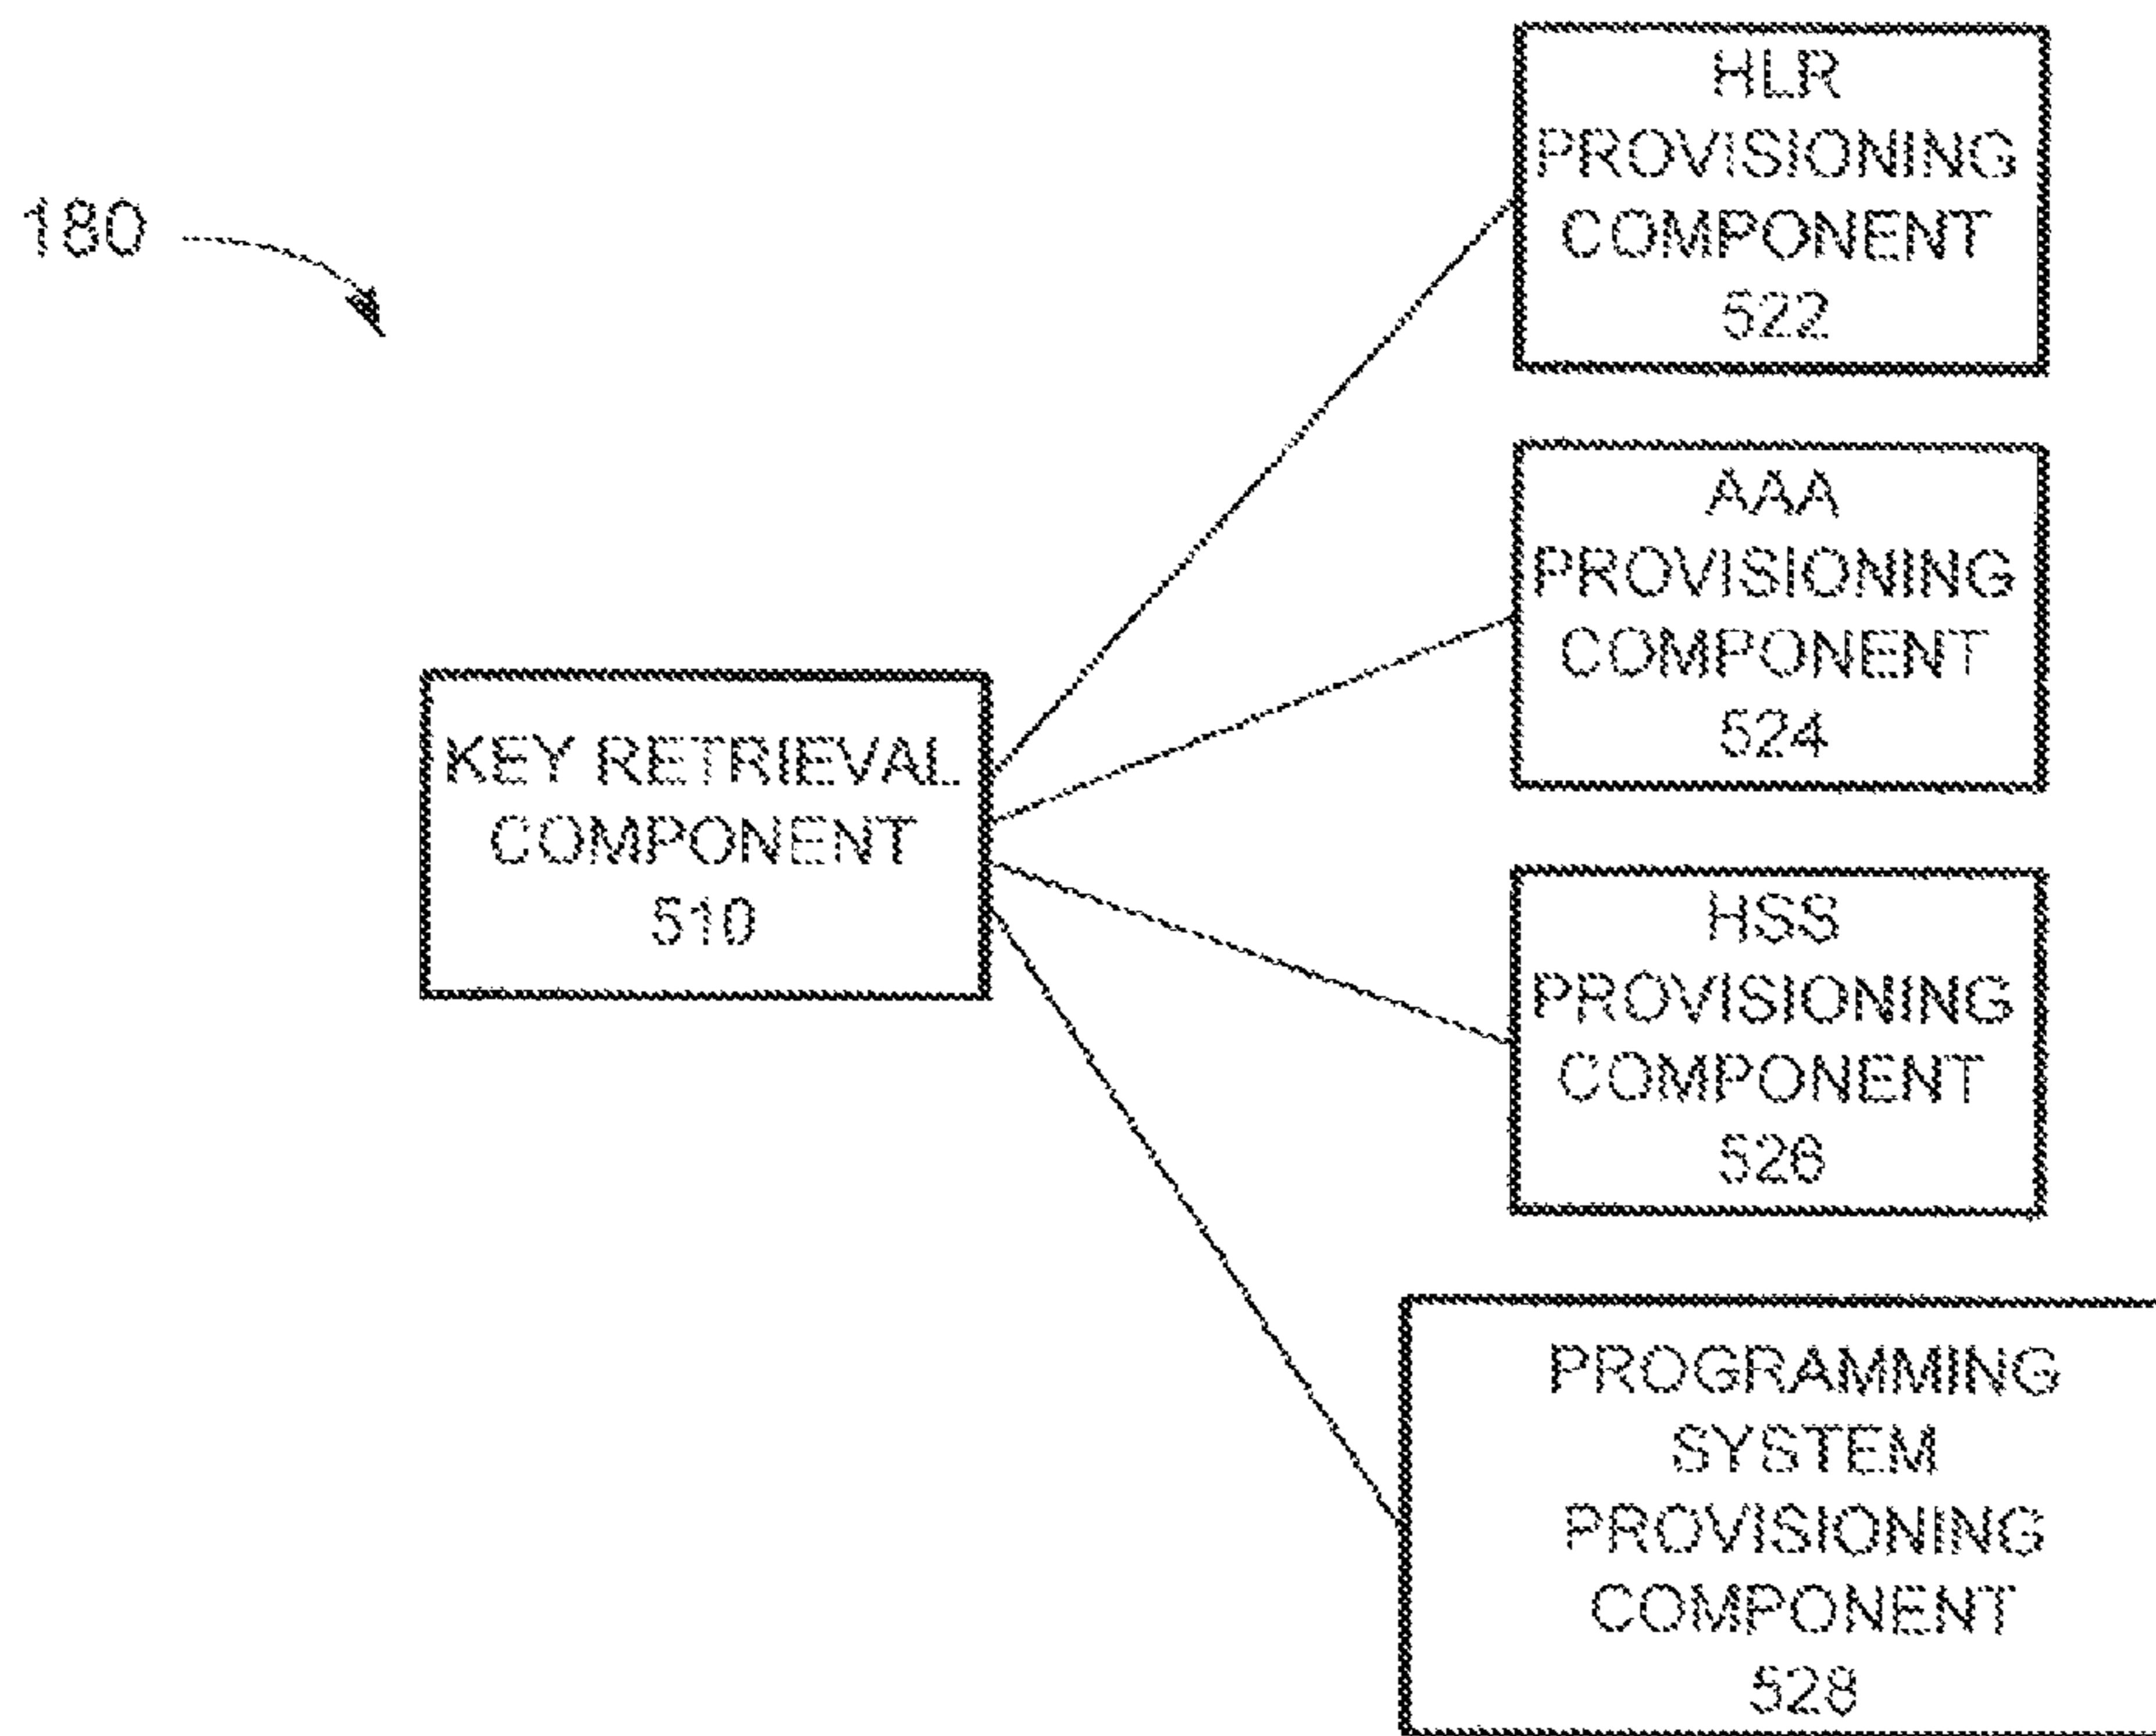 180
HLR
PROVISIONING
COMPONENT
522
AAA
PROVISIONING
COMPONENT
524
KEY RETRIEVAL
COMPONENT
510
HSS
PROVISIONING
COMPONENT
526
PROGRAMMING
SYSTEM
PROVISIONING
COMPONENT
528